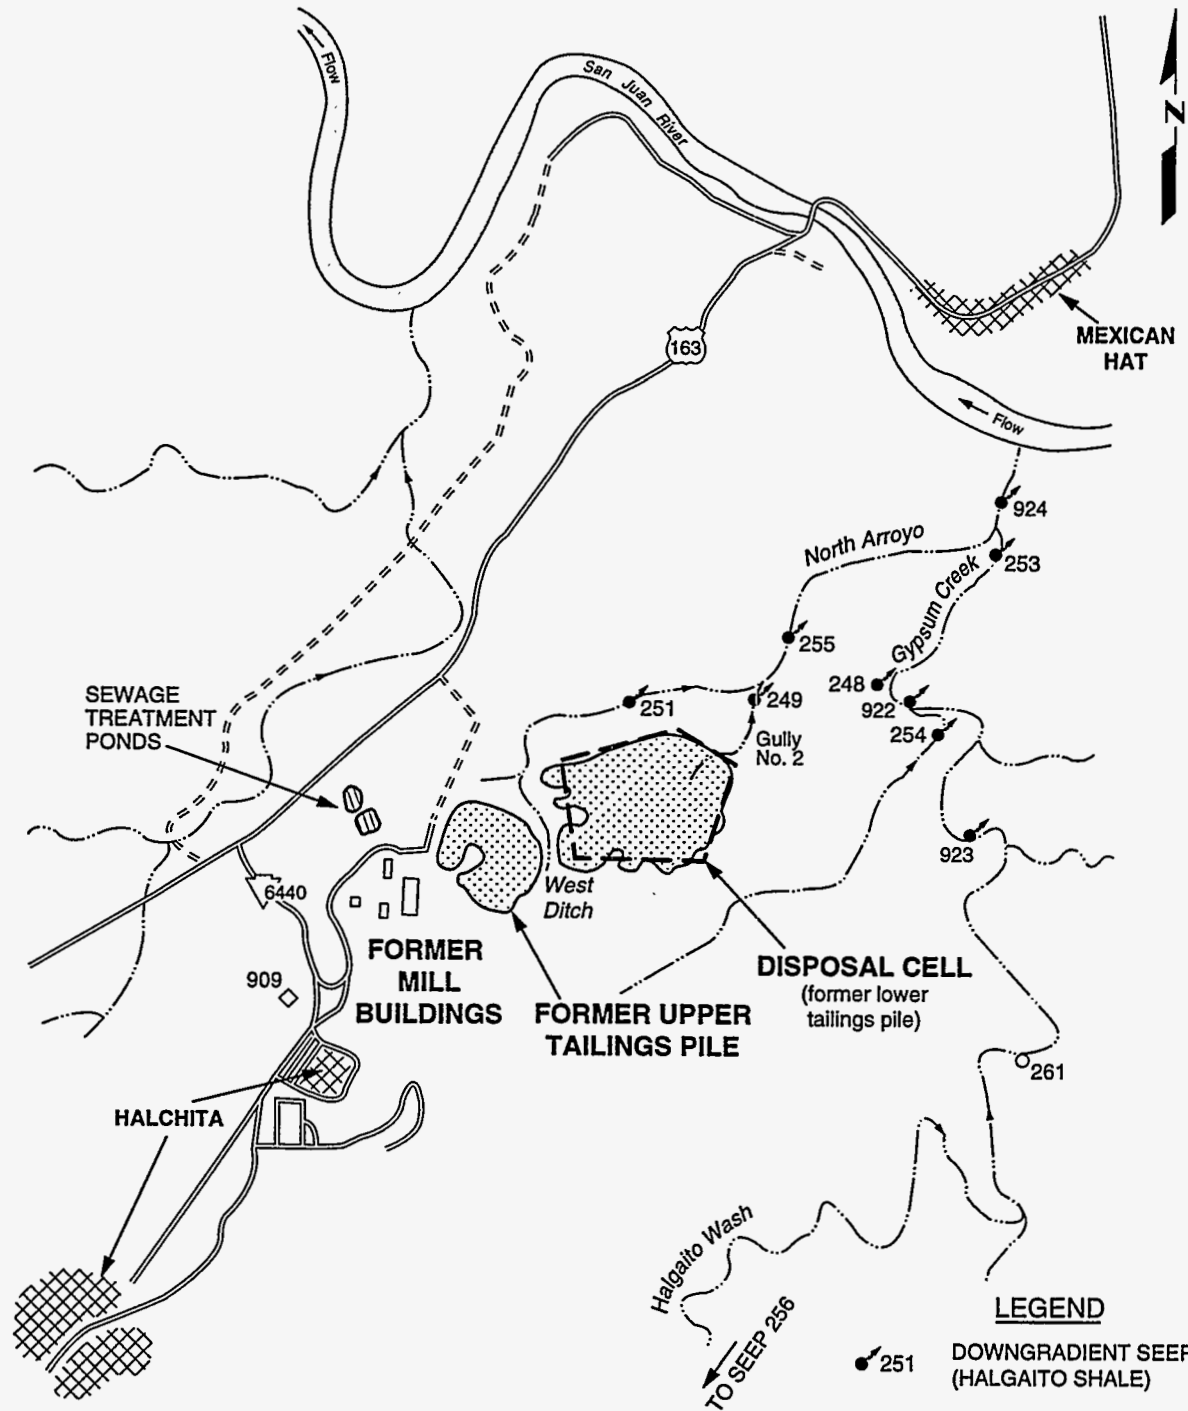 Flow
San Juan River
N
163
MEXICAN
HAT
Flow
924
North Arroyo
253
Gypsum Creek
255
248
SEWAGE
TREATMENT
PONDS
251
249
922
254
Gully
No. 2
923
6440
West
Ditch
FORMER
MILL
BUILDINGS
909
DISPOSAL CELL
(former lower
tailings pile)
FORMER UPPER
TAILINGS PILE
261
HALCHITA
Halgaito Wash
TO SEEP 256
LEGEND
251
DOWNGRADIENT SEEP
(HALGAITO SHALE)